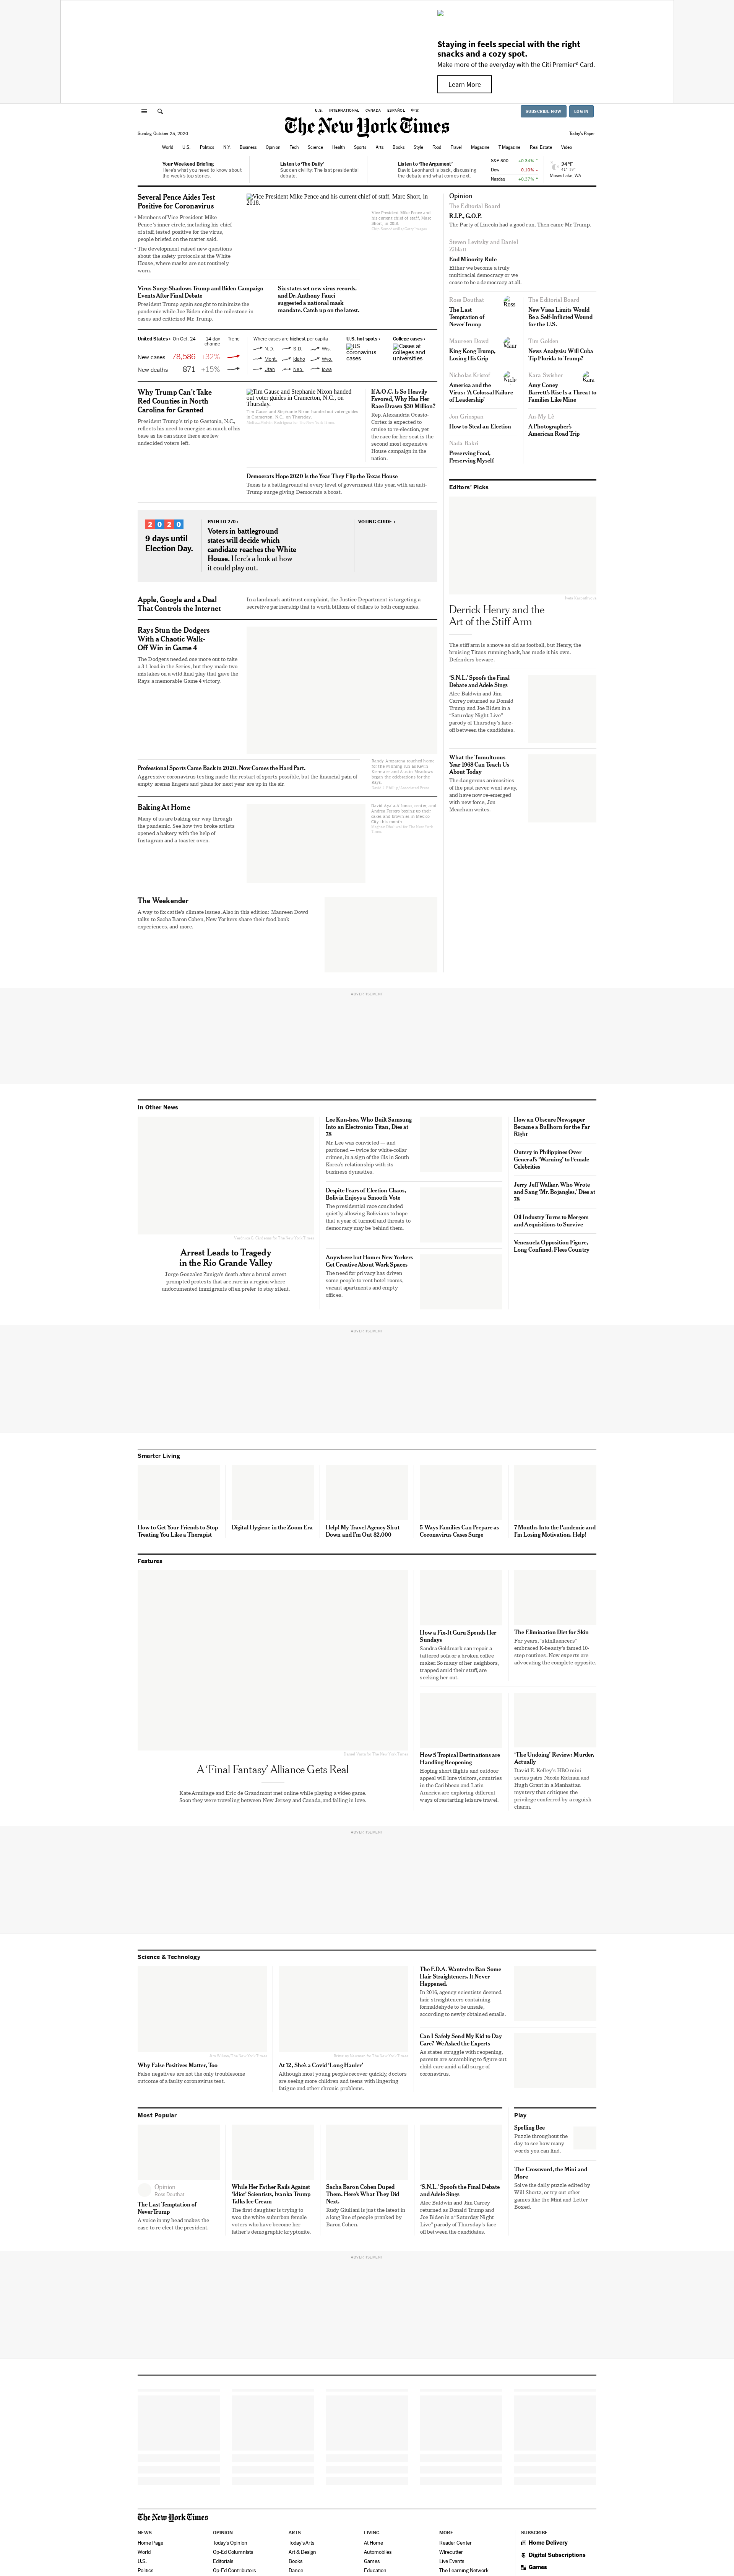 Staying in feels special with the right
snacks and a cozy spot.
Make more of the everyday with the Citi Premier® Card.
Learn More
U.S. INTERNATIONAL CANADA ESPAÑOL 中文
SUBSCRIBE NOW LOG IN
The New York Times
Sunday, October 25, 2020
Today's Paper
World U.S. Politics N.Y. Business Opinion Tech Science Health Sports Arts Books Style Food Travel Magazine T Magazine Real Estate Video
Your Weekend Briefing
Here's what you need to know about
the week's top stories.
Listen to 'The Daily'
Sudden civility: The last presidential
debate.
Listen to 'The Argument'
David Leonhardt is back, discussing
the debate and what comes next.
S&P 500 +0.34% ↑
Dow -0.10% ↓
Nasdaq +0.37% ↑
24°F
Moses Lake, WA
Several Pence Aides Test
Positive for Coronavirus
• Members of Vice President Mike
Pence's inner circle, including his chief
of staff, tested positive for the virus,
people briefed on the matter said.
• The development raised new questions
about the safety protocols at the White
House, where masks are not routinely
worn.
Vice President Mike Pence and his current chief of staff, Marc Short, in
2018.
Vice President Mike Pence and
his current chief of staff, Marc
Short, in 2018.
Virus Surge Shadows Trump and Biden Campaign
Events After Final Debate
President Trump again sought to minimize the
pandemic while Joe Biden cited the milestone in
cases and criticized Mr. Trump.
Six states set new virus records,
and Dr. Anthony Fauci
suggested a national mask
mandate. Catch up on the latest.
United States › On Oct. 24 14-day
change Trend
New cases 78,586 +32%
New deaths 871 +15%
Where cases are highest per capita
N.D. S.D. Wis.
Mont. Idaho Wyo.
Utah Neb. Iowa
U.S. hot spots ›
US
coronavirus
cases
College cases ›
Cases at
colleges and
universities
Why Trump Can't Take
Red Counties in North
Carolina for Granted
President Trump's trip to Gastonia, N.C.,
reflects his need to energize as much of his
base as he can since there are few
undecided voters left.
Tim Gause and Stephanie Nixon handed
out voter guides in Cramerton, N.C., on
Thursday.
Tim Gause and Stephanie Nixon handed out voter guides
in Cramerton, N.C., on Thursday.
If A.O.C. Is So Heavily
Favored, Why Has Her
Race Drawn $30 Million?
Rep. Alexandria Ocasio-
Cortez is expected to
cruise to re-election, yet
the race for her seat is the
second most expensive
House campaign in the
nation.
Democrats Hope 2020 Is the Year They Flip the Texas House
Texas is a battleground at every level of government this year, with an anti-
Trump surge giving Democrats a boost.
2020
9 days until
Election Day.
PATH TO 270 ›
Voters in battleground
states will decide which
candidate reaches the White
House. Here's a look at how
it could play out.
VOTING GUIDE ›
Apple, Google and a Deal
That Controls the Internet
In a landmark antitrust complaint, the Justice Department is targeting a
secretive partnership that is worth billions of dollars to both companies.
Rays Stun the Dodgers
With a Chaotic Walk-
Off Win in Game 4
The Dodgers needed one more out to take
a 3-1 lead in the Series, but they made two
mistakes on a wild final play that gave the
Rays a memorable Game 4 victory.
Professional Sports Came Back in 2020. Now Comes the Hard Part.
Aggressive coronavirus testing made the restart of sports possible, but the financial pain of
empty arenas lingers and plans for next year are up in the air.
Randy Arozarena reached home
for the winning run as Kevin
Kiermaier and Austin Meadows
began the celebrations for the
Rays.
Baking At Home
Many of us are baking our way through
the pandemic. See how two broke artists
opened a bakery with the help of
Instagram and a toaster oven.
The Weekender
A way to fix cattle's climate issues. Also in this edition: Maureen Dowd
talks to Sacha Baron Cohen, New Yorkers share their food bank
experiences, and more.
Opinion
The Editorial Board
R.I.P., G.O.P.
The Party of Lincoln had a good run. Then came Mr. Trump.
Steven Levitsky and Daniel
Ziblatt
End Minority Rule
Either we become a truly
multiracial democracy or we
cease to be a democracy at all.
Ross Douthat
The Last
Temptation of
NeverTrump
Ross
The Editorial Board
New Visa Limits Would
Be a Self-Inflicted Wound
for the U.S.
Maureen Dowd
King Kong Trump,
Losing His Grip
Tim Golden
News Analysis: Will Cuba
Tip Florida to Trump?
Nicholas Kristof
America and the
Virus: 'A Colossal Failure
of Leadership'
Kara Swisher
Amy Coney
Barrett's Rise Is a Threat to
Families Like Mine
Kara
Jon Grinspan
How to Steal an Election
An-My Lê
A Photographer's
American Road Trip
Nada Bakri
Preserving Food,
Preserving Myself
Editors' Picks
Derrick Henry and the
Art of the Stiff Arm
The stiff arm is a move as old as football, but Henry, the
bruising Titans running back, has made it his own.
Defenders beware.
'S.N.L.' Spoofs the Final
Debate and Adele Sings
Alec Baldwin and Jim
Carrey returned as Donald
Trump and Joe Biden in a
"Saturday Night Live"
parody of Thursday's face-
off between the candidates.
What the Tumultuous
Year 1968 Can Teach Us
About Today
The dangerous animosities
of the past never went away,
and have now re-emerged
with new force, Jon
Meacham writes.
ADVERTISEMENT
In Other News
Arrest Leads to Tragedy
in the Rio Grande Valley
Jorge Gonzalez Zuniga's death after a brutal arrest
prompted protests that are rare in a region where
undocumented immigrants often prefer to stay silent.
Lee Kun-hee, Who Built Samsung
Into an Electronics Titan, Dies at
78
Mr. Lee was convicted — and
pardoned — twice for white-collar
crimes, in a sign of the ills in South
Korea's relationship with its
business dynasties.
Despite Fears of Election Chaos,
Bolivia Enjoys a Smooth Vote
The presidential race concluded
quietly, allowing Bolivians to hope
that a year of turmoil and threats to
democracy may be behind them.
Anywhere but Home: New Yorkers
Get Creative About Work Spaces
The need for privacy has driven
some people to rent hotel rooms,
vacant apartments and empty
offices.
How an Obscure Newspaper
Became a Bullhorn for the Far
Right
Outcry in Philippines Over
General's 'Warning' to Female
Celebrities
Jerry Jeff Walker, Who Wrote
and Sang 'Mr. Bojangles,' Dies at
78
Oil Industry Turns to Mergers
and Acquisitions to Survive
Venezuela Opposition Figure,
Long Confined, Flees Country
ADVERTISEMENT
Smarter Living
How to Get Your Friends to Stop
Treating You Like a Therapist
Digital Hygiene in the Zoom Era
Help! My Travel Agency Shut
Down and I'm Out $2,000
5 Ways Families Can Prepare as
Coronavirus Cases Surge
7 Months Into the Pandemic and
I'm Losing Motivation. Help!
Features
A 'Final Fantasy' Alliance Gets Real
Kate Armitage and Eric de Grandmont met online while playing a video game.
Soon they were traveling between New Jersey and Canada, and falling in love.
How a Fix-It Guru Spends Her
Sundays
Sandra Goldmark can repair a
tattered sofa or a broken coffee
maker. So many of her neighbors,
trapped amid their stuff, are
seeking her out.
The Elimination Diet for Skin
For years, "skinfluencers"
embraced K-beauty's famed 10-
step routines. Now experts are
advocating the complete opposite.
How 5 Tropical Destinations are
Handling Reopening
Hoping short flights and outdoor
appeal will lure visitors, countries
in the Caribbean and Latin
America are exploring different
ways of restarting leisure travel.
'The Undoing' Review: Murder,
Actually
David E. Kelley's HBO mini-
series pairs Nicole Kidman and
Hugh Grant in a Manhattan
mystery that critiques the
privilege conferred by a roguish
charm.
ADVERTISEMENT
Science & Technology
Why False Positives Matter, Too
False negatives are not the only troublesome
outcome of a faulty coronavirus test.
At 12, She's a Covid 'Long Hauler'
Although most young people recover quickly, doctors
are seeing more children and teens with lingering
fatigue and other chronic problems.
The F.D.A. Wanted to Ban Some
Hair Straighteners. It Never
Happened.
In 2016, agency scientists deemed
hair straighteners containing
formaldehyde to be unsafe,
according to newly obtained emails.
Can I Safely Send My Kid to Day
Care? We Asked the Experts
As states struggle with reopening,
parents are scrambling to figure out
child care amid a fall surge of
coronavirus.
Most Popular
Opinion
Ross Douthat
The Last Temptation of
NeverTrump
A voice in my head makes the
case to re-elect the president.
While Her Father Rails Against
'Idiot' Scientists, Ivanka Trump
Talks Ice Cream
The first daughter is trying to
woo the white suburban female
voters who have become her
father's demographic kryptonite.
Sacha Baron Cohen Duped
Them. Here's What They Did
Next.
Rudy Giuliani is just the latest in
a long line of people pranked by
Baron Cohen.
'S.N.L.' Spoofs the Final Debate
and Adele Sings
Alec Baldwin and Jim Carrey
returned as Donald Trump and
Joe Biden in a "Saturday Night
Live" parody of Thursday's face-
off between the candidates.
Play
Spelling Bee
Puzzle throughout the
day to see how many
words you can find.
The Crossword, the Mini and
More
Solve the daily puzzle edited by
Will Shortz, or try out other
games like the Mini and Letter
Boxed.
ADVERTISEMENT
The New York Times
NEWS
Home Page
World
U.S.
Politics
OPINION
Today's Opinion
Op-Ed Columnists
Editorials
Op-Ed Contributors
ARTS
Today's Arts
Art & Design
Books
Dance
LIVING
At Home
Automobiles
Games
Education
MORE
Reader Center
Wirecutter
Live Events
The Learning Network
SUBSCRIBE
Home Delivery
Digital Subscriptions
Games